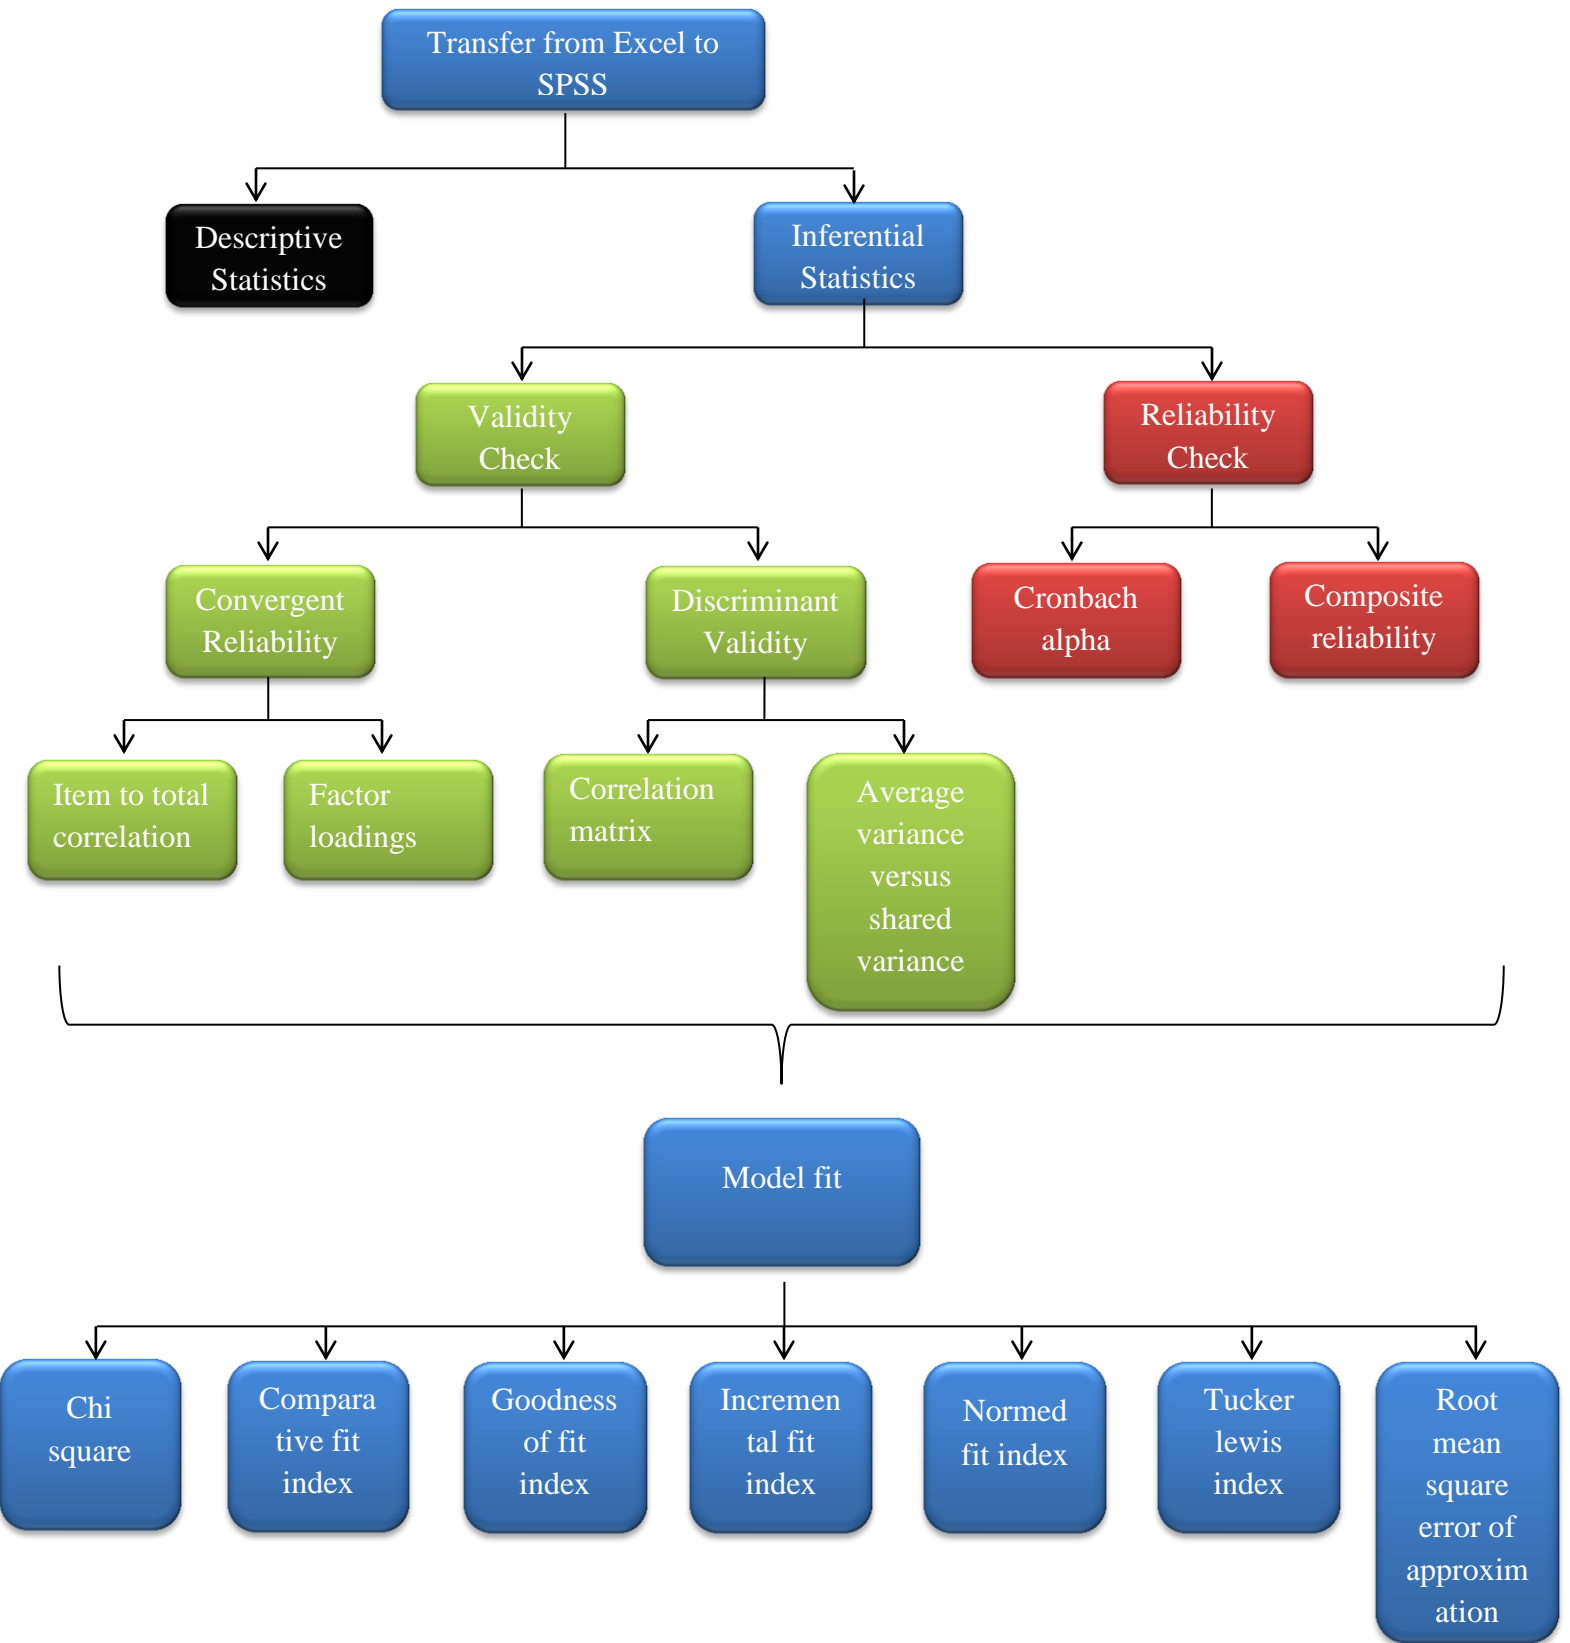 Transfer from Excel to
SPSS
Descriptive
Statistics
Inferential
Statistics
Validity
Check
Reliability
Check
Convergent
Reliability
Discriminant
Validity
Cronbach
alpha
Composite
reliability
Item to total
correlation
Factor
loadings
Correlation
matrix
Average
variance
versus
shared
variance
Model fit
Chi
square
Compara
tive fit
index
Goodness
of fit
index
Incremen
tal fit
index
Normed
fit index
Tucker
lewis
index
Root
mean
square
error of
approxim
ation